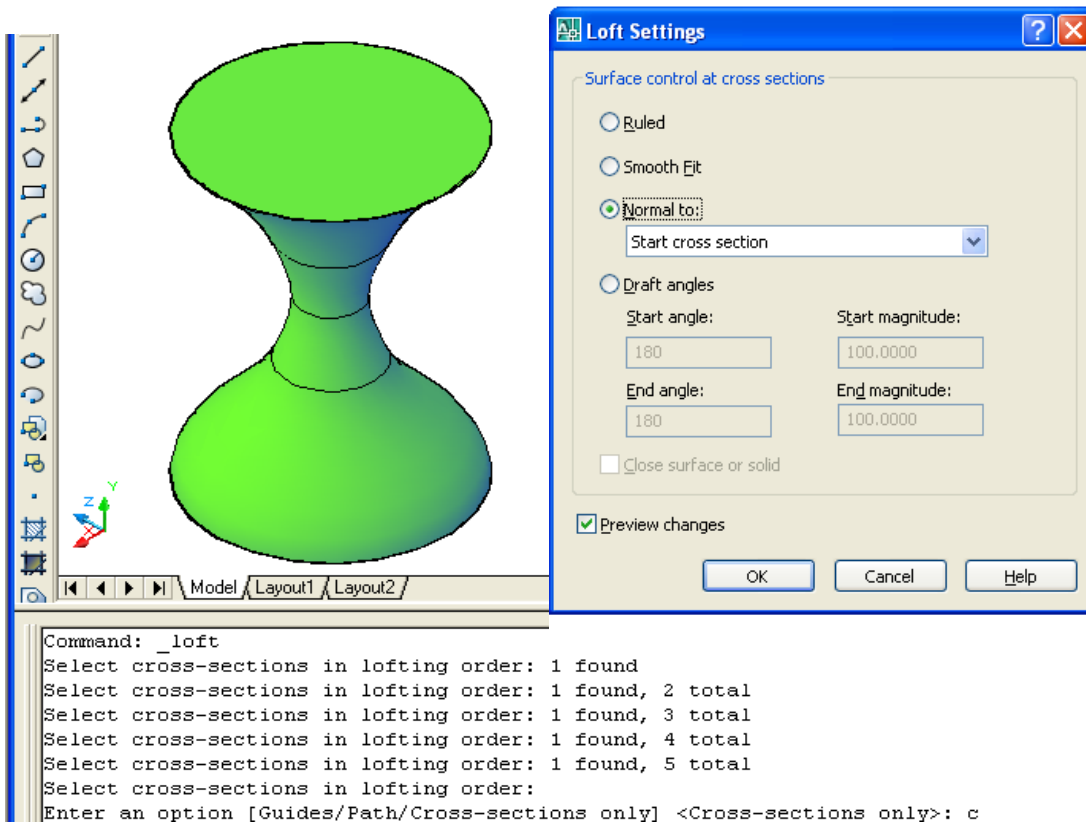 Loft Settings
Surface control at cross sections
Ruled
Smooth Fit
Normal to:
Start cross section
Draft angles
Start angle:
Start magnitude:
180
100.0000
End angle:
End magnitude:
180
100.0000
Close surface or solid
Preview changes
OK
Cancel
Help
Z
Y
Model
Layout1
Layout2
Command: _loft
Select cross-sections in lofting order: 1 found
Select cross-sections in lofting order: 1 found, 2 total
Select cross-sections in lofting order: 1 found, 3 total
Select cross-sections in lofting order: 1 found, 4 total
Select cross-sections in lofting order: 1 found, 5 total
Select cross-sections in lofting order:
Enter an option [Guides/Path/Cross-sections only] <Cross-sections only>: c